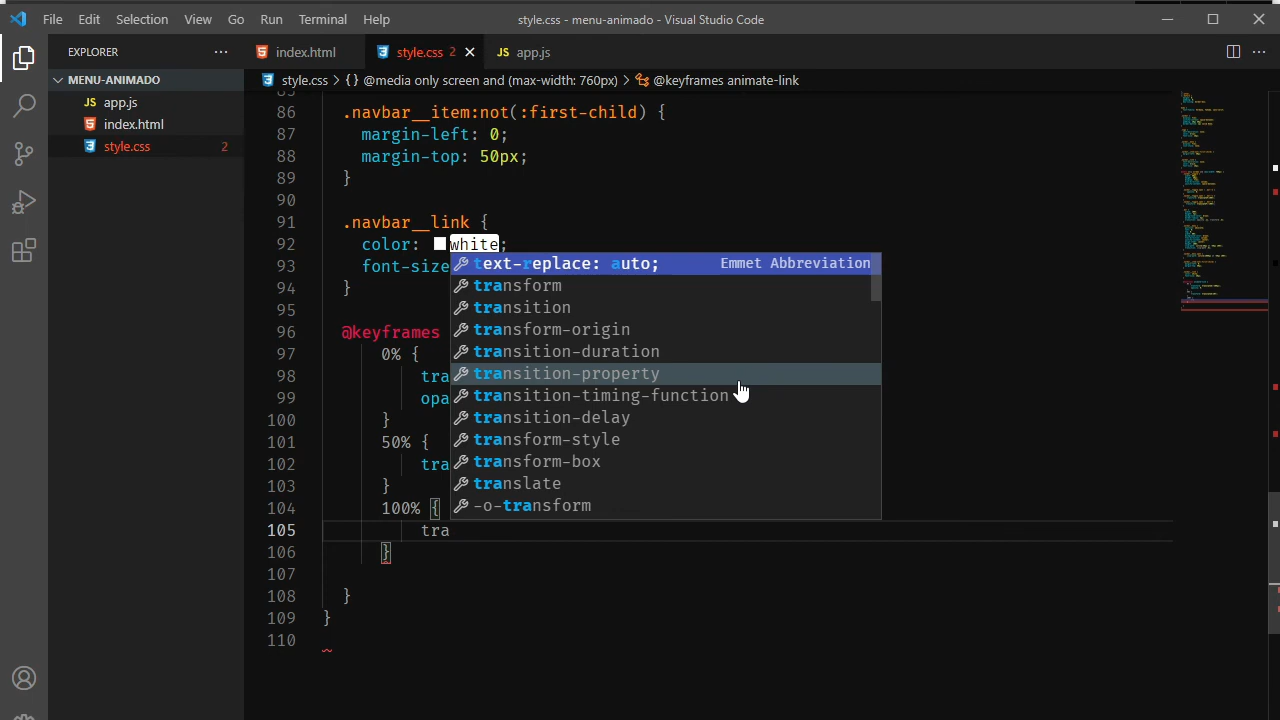 File Edit Selection View Go Run Terminal Help
style.css - menu-animado - Visual Studio Code
EXPLORER
index.html
style.css 2
JS app.js
MENU-ANIMADO
style.css > {} @media only screen and (max-width: 760px) > @keyframes animate-link
JS app.js
index.html
style.css 2
86 .navbar__item:not(:first-child) {
87 margin-left: 0;
88 margin-top: 50px;
89 }
90
91 .navbar__link {
92 color: white;
93 font-size
94 }
95
96 @keyframes
97 0% {
98 tra
99 opa
100 }
101 50% {
102 tra
103 }
104 100% {
105 tra
106 }
107
108 }
109 }
110
text-replace: auto; Emmet Abbreviation
transform
transition
transform-origin
transition-duration
transition-property
transition-timing-function
transition-delay
transform-style
transform-box
translate
-o-transform